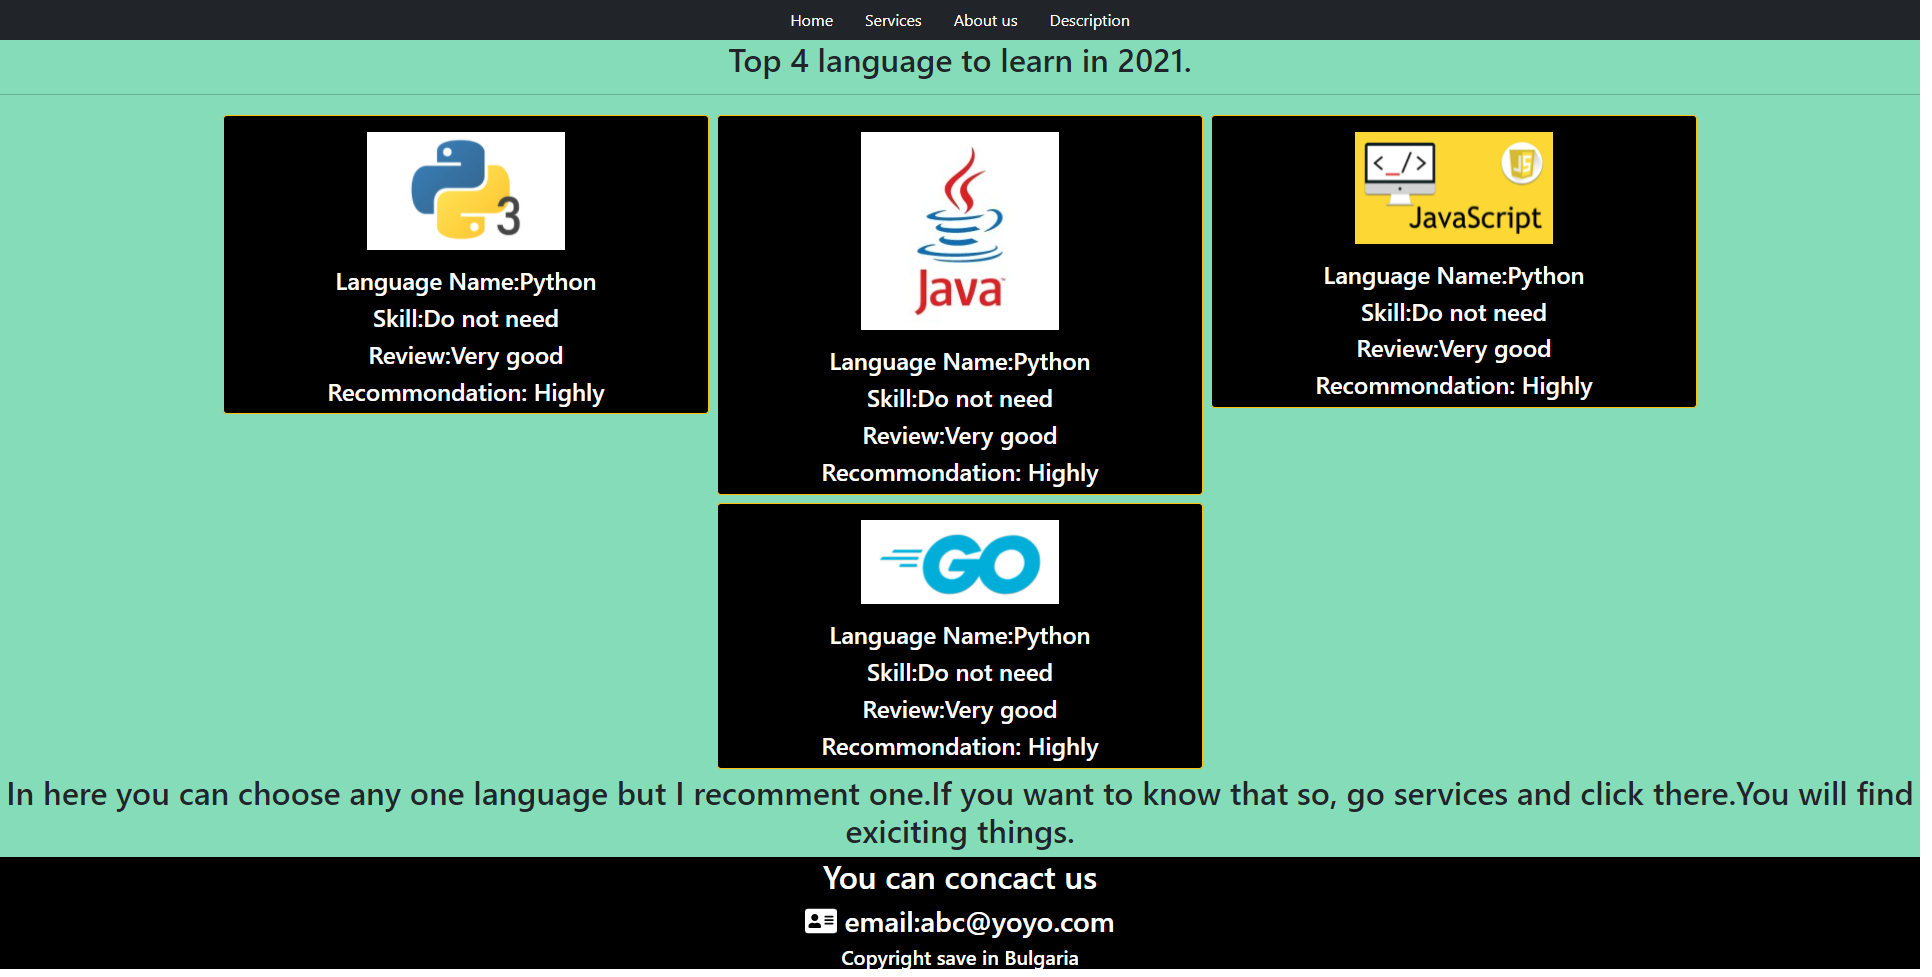 Home Services About us Description
Top 4 language to learn in 2021.
3
Language Name:Python
Skill:Do not need
Review:Very good
Recommondation: Highly
Java
Language Name:Python
Skill:Do not need
Review:Very good
Recommondation: Highly
<_/>
JS
JavaScript
Language Name:Python
Skill:Do not need
Review:Very good
Recommondation: Highly
GO
Language Name:Python
Skill:Do not need
Review:Very good
Recommondation: Highly
In here you can choose any one language but I recomment one.If you want to know that so, go services and click there.You will find
exiciting things.
You can concact us
email:abc@yoyo.com
Copyright save in Bulgaria